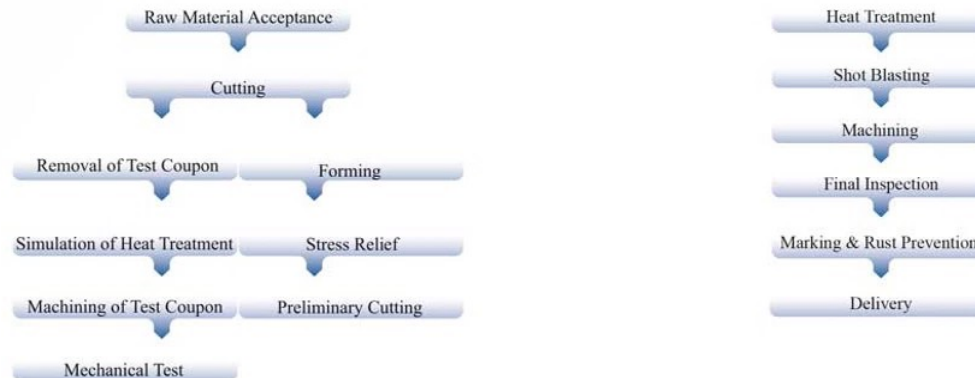 Raw Material Acceptance
Cutting
Removal of Test Coupon
Forming
Simulation of Heat Treatment
Stress Relief
Machining of Test Coupon
Preliminary Cutting
Mechanical Test
Heat Treatment
Shot Blasting
Machining
Final Inspection
Marking & Rust Prevention
Delivery